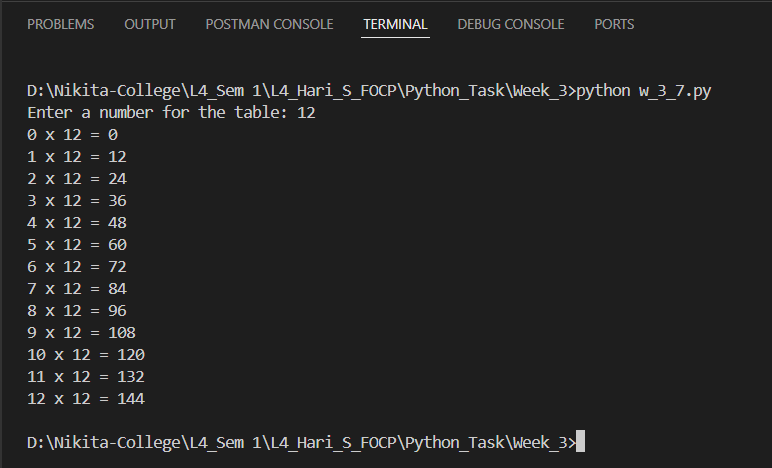 PROBLEMS OUTPUT POSTMAN CONSOLE TERMINAL DEBUG CONSOLE PORTS
D:\Nikita-College\L4_Sem 1\L4_Hari_S_FOCP\Python_Task\Week_3>python w_3_7.py
Enter a number for the table: 12
0 x 12 = 0
1 x 12 = 12
2 x 12 = 24
3 x 12 = 36
4 x 12 = 48
5 x 12 = 60
6 x 12 = 72
7 x 12 = 84
8 x 12 = 96
9 x 12 = 108
10 x 12 = 120
11 x 12 = 132
12 x 12 = 144
D:\Nikita-College\L4_Sem 1\L4_Hari_S_FOCP\Python_Task\Week_3>